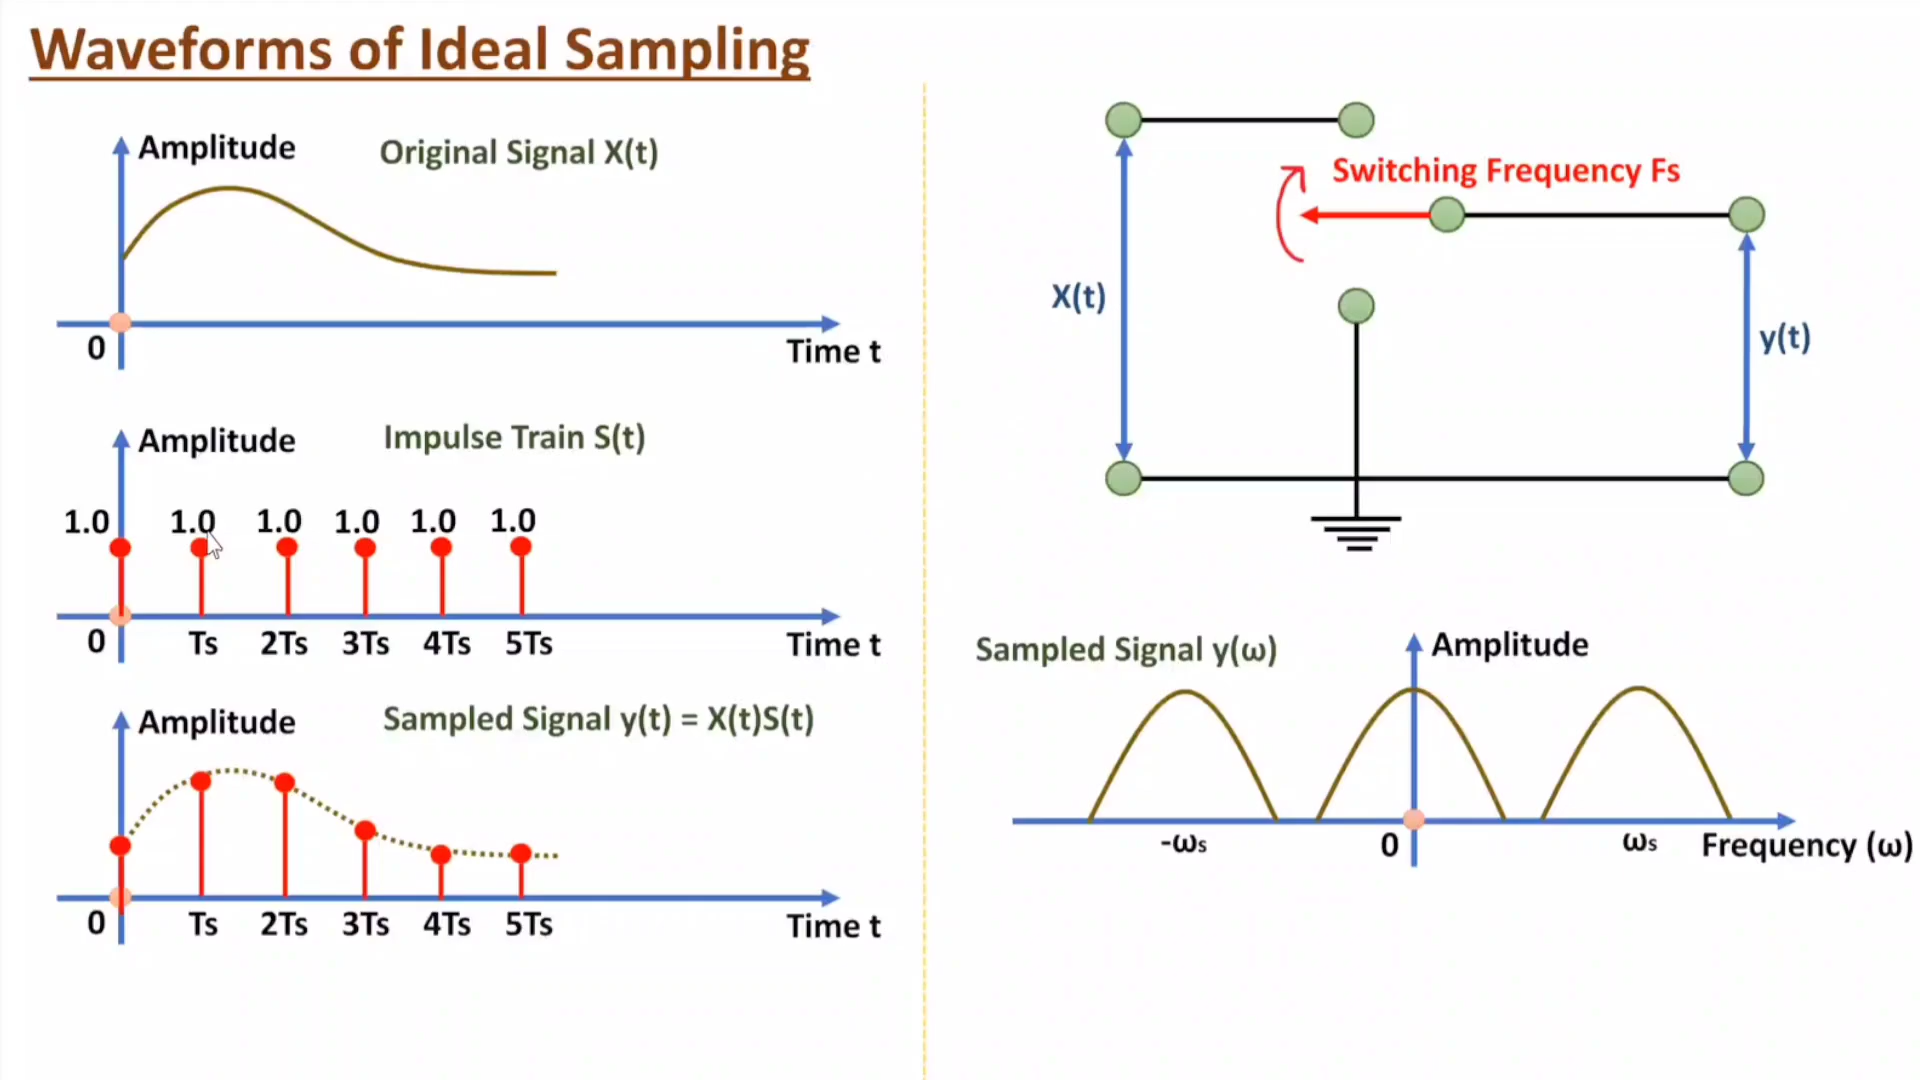 Waveforms of Ideal Sampling
Amplitude
Original Signal X(t)
0
Time t
Amplitude
Impulse Train S(t)
1.0 1.0 1.0 1.0 1.0 1.0
0 Ts 2Ts 3Ts 4Ts 5Ts
Time t
Amplitude
Sampled Signal y(t) = X(t)S(t)
0 Ts 2Ts 3Ts 4Ts 5Ts
Time t
Switching Frequency Fs
X(t)
y(t)
Sampled Signal y(ω)
Amplitude
-ωs 0 ωs
Frequency (ω)